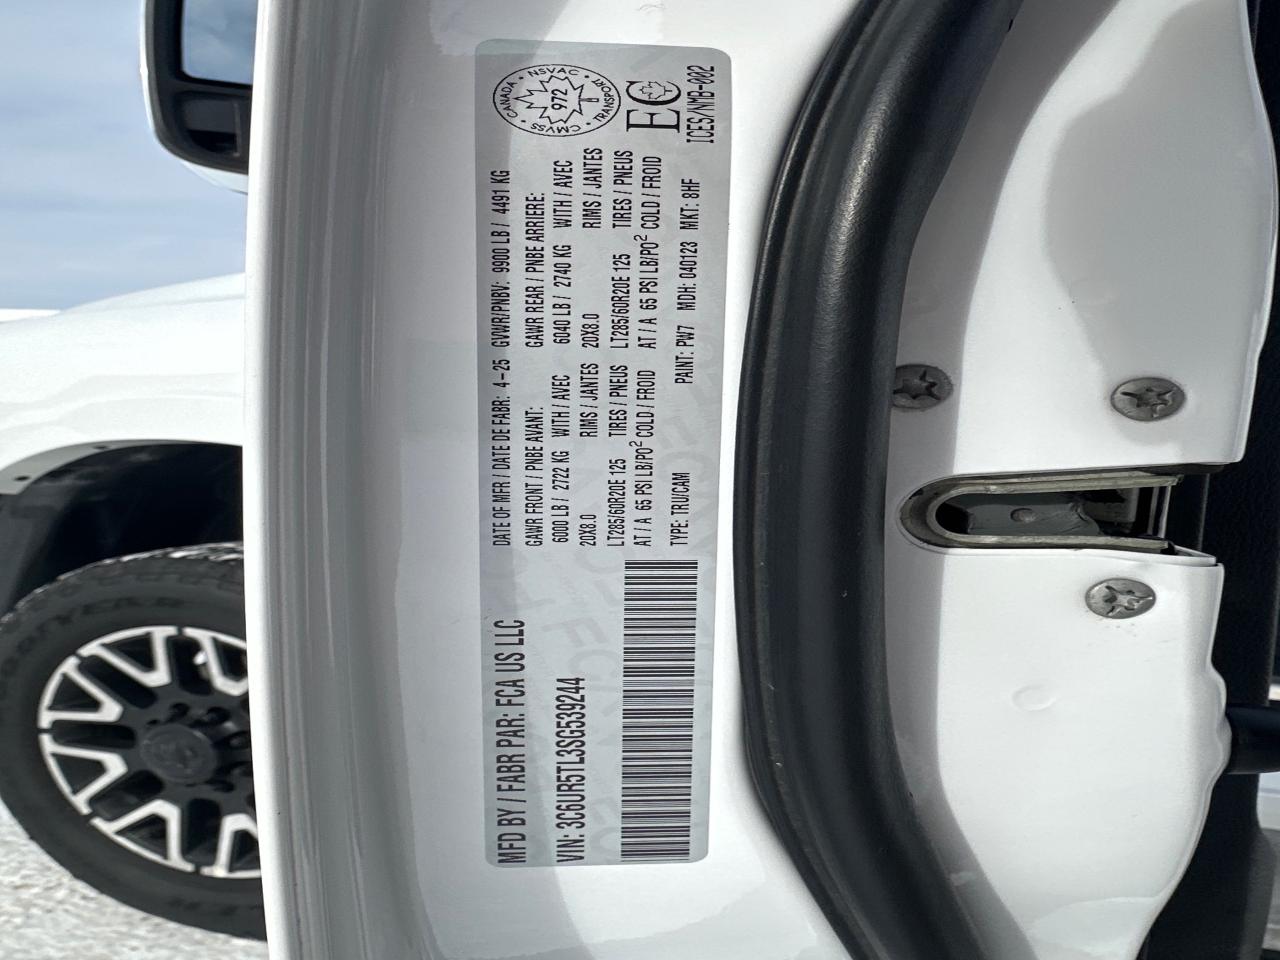 MFD BY / FABR PAR: FCA US LLC
DATE OF MFR / DATE DE FABR: 4-25 GVWR/PNBV: 9900 LB / 4491 KG
GAWR FRONT / PNBE AVANT: GAWR REAR / PNBE ARRIERE:
6000 LB / 2722 KG WITH / AVEC 6040 LB / 2740 KG WITH / AVEC
20X8.0 RIMS / JANTES 20X8.0 RIMS / JANTES
LT285/60R20E 125 TIRES / PNEUS LT285/60R20E 125 TIRES / PNEUS
AT / A 65 PSI LB/PO² COLD / FROID AT / A 65 PSI LB/PO² COLD / FROID
VIN: 3C6UR5TL3SG539244
TYPE: TRU/CAM PAINT: PW7 MDH: 040123 MKT: 8HF
CANADA • NSVAC • TRANSPORT • CMVSS •
972
EC
ICES/NMB-002
GOODYEAR